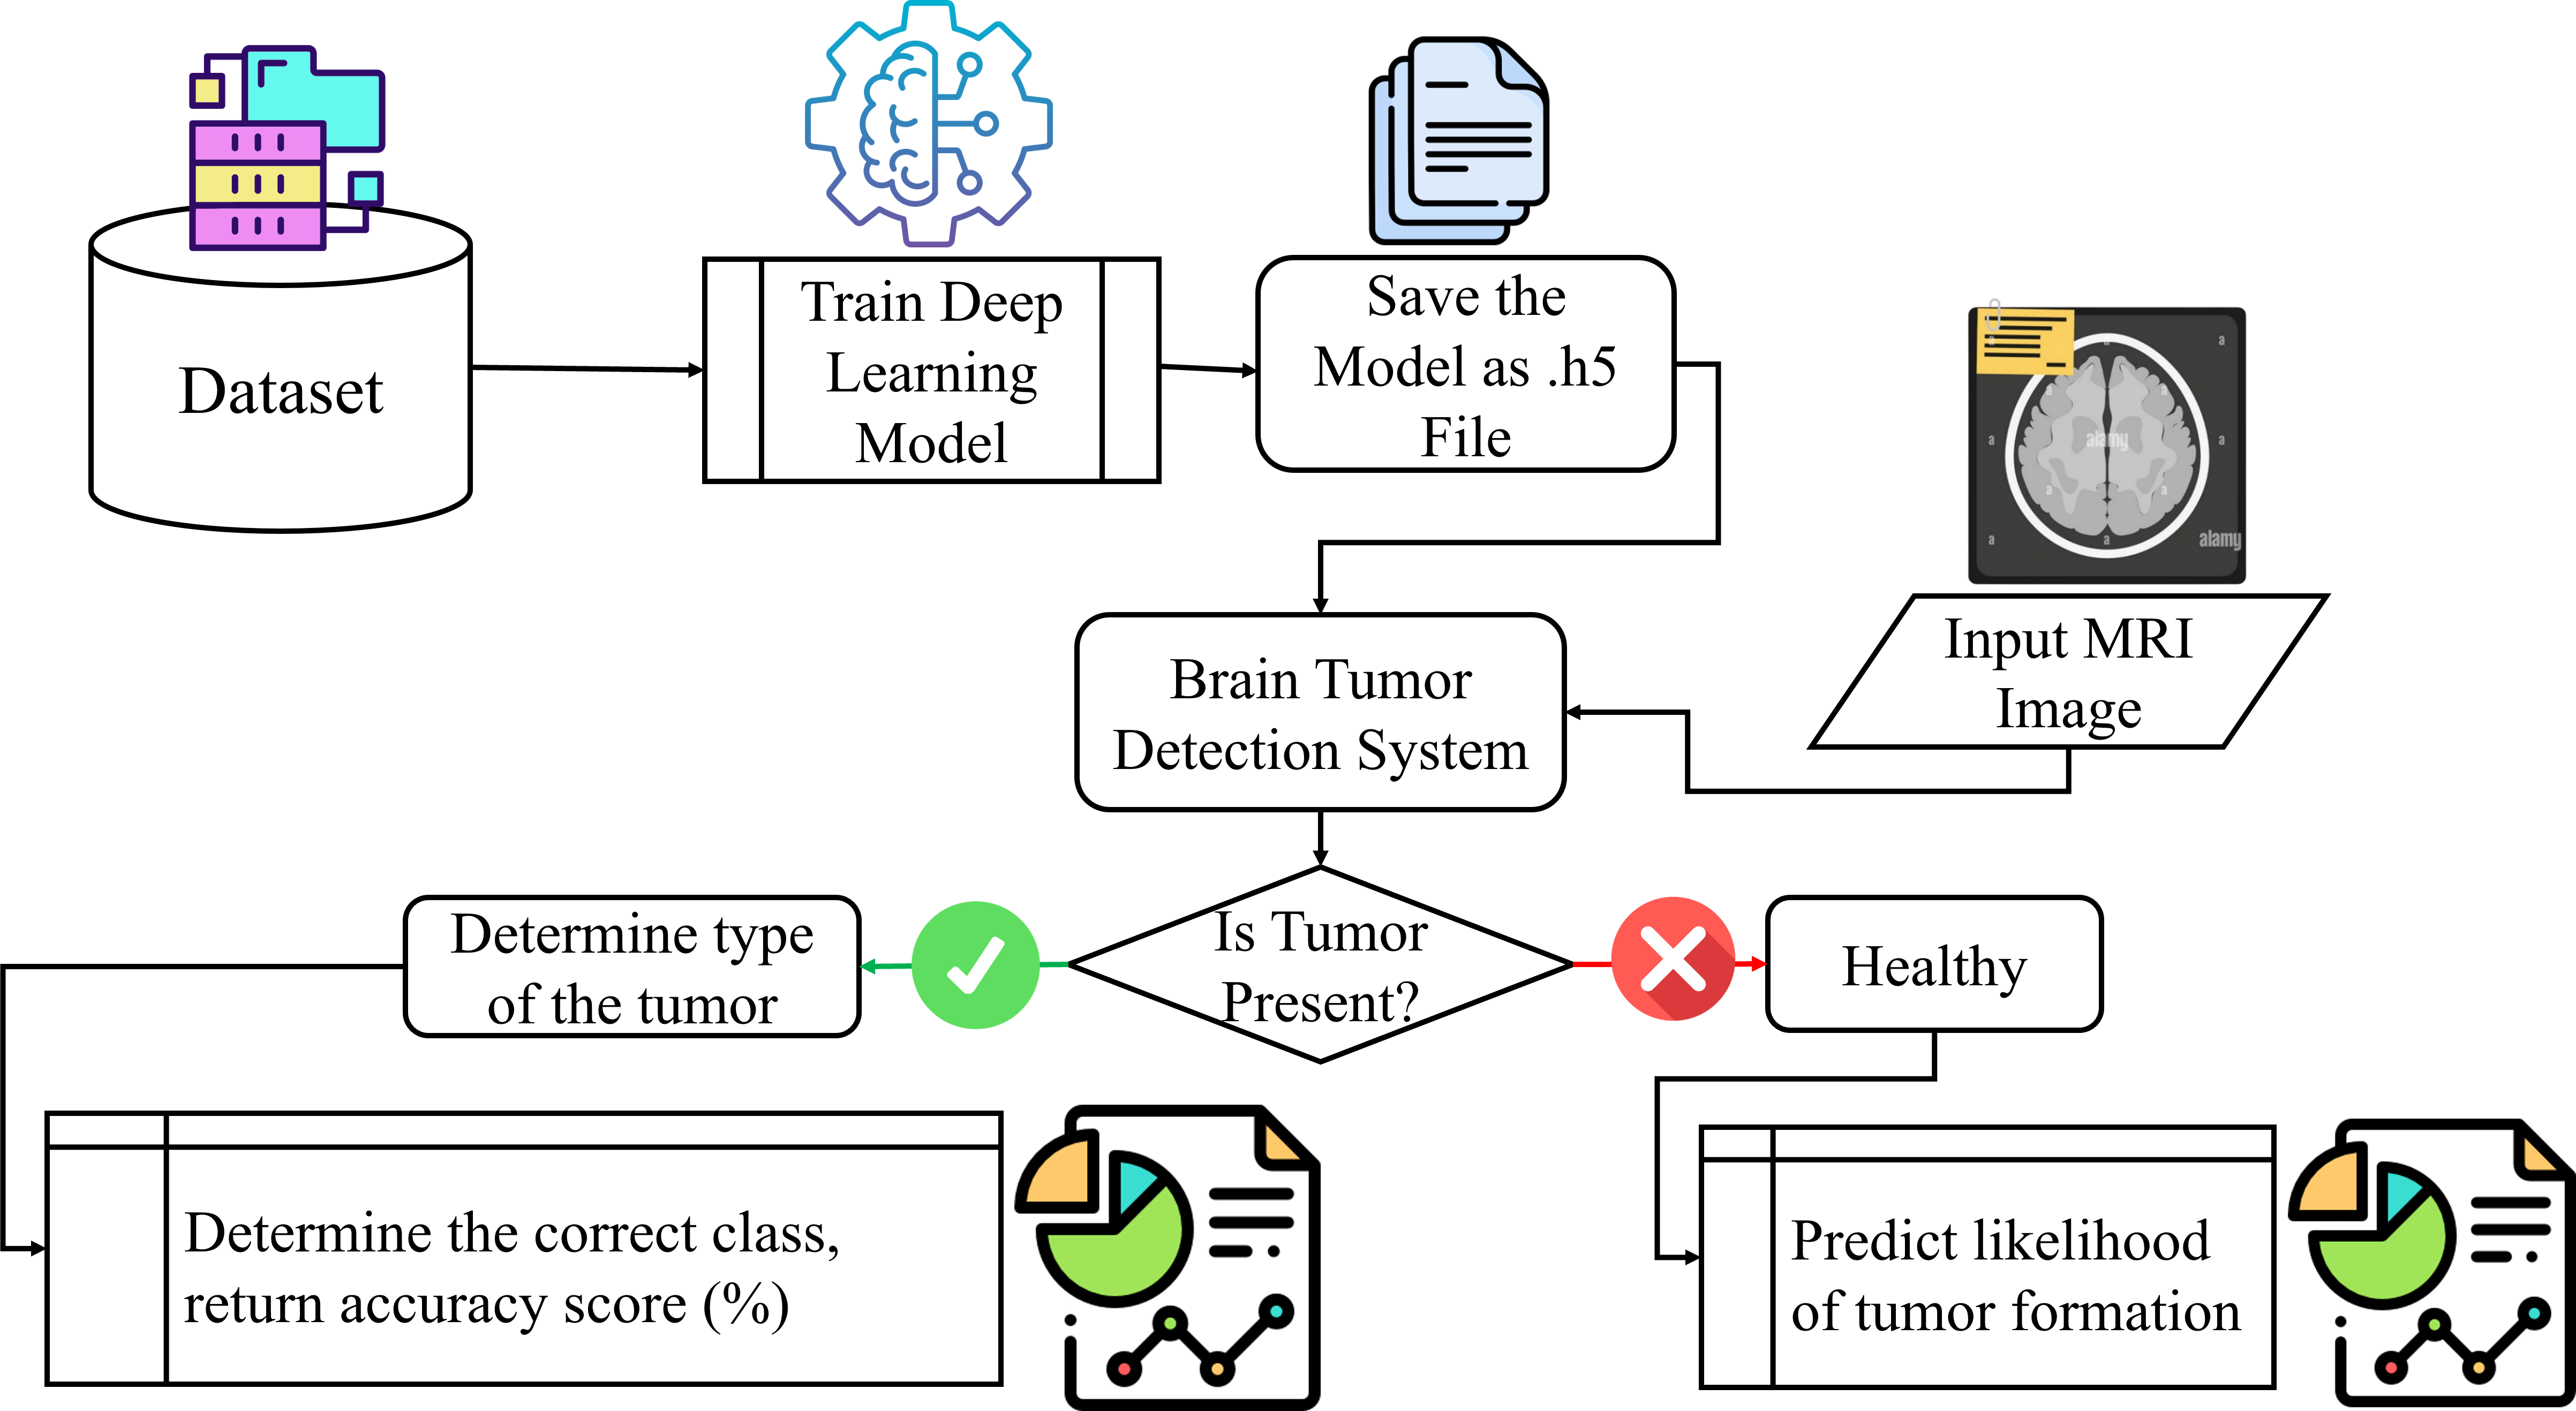 Dataset
Train Deep
Learning
Model
Save the
Model as .h5
File
a
a
a
a
a
alamy
a
a
a
a
a
alamy
Input MRI
Image
Brain Tumor
Detection System
Is Tumor
Present?
Determine type
of the tumor
Healthy
Determine the correct class,
return accuracy score (%)
Predict likelihood
of tumor formation